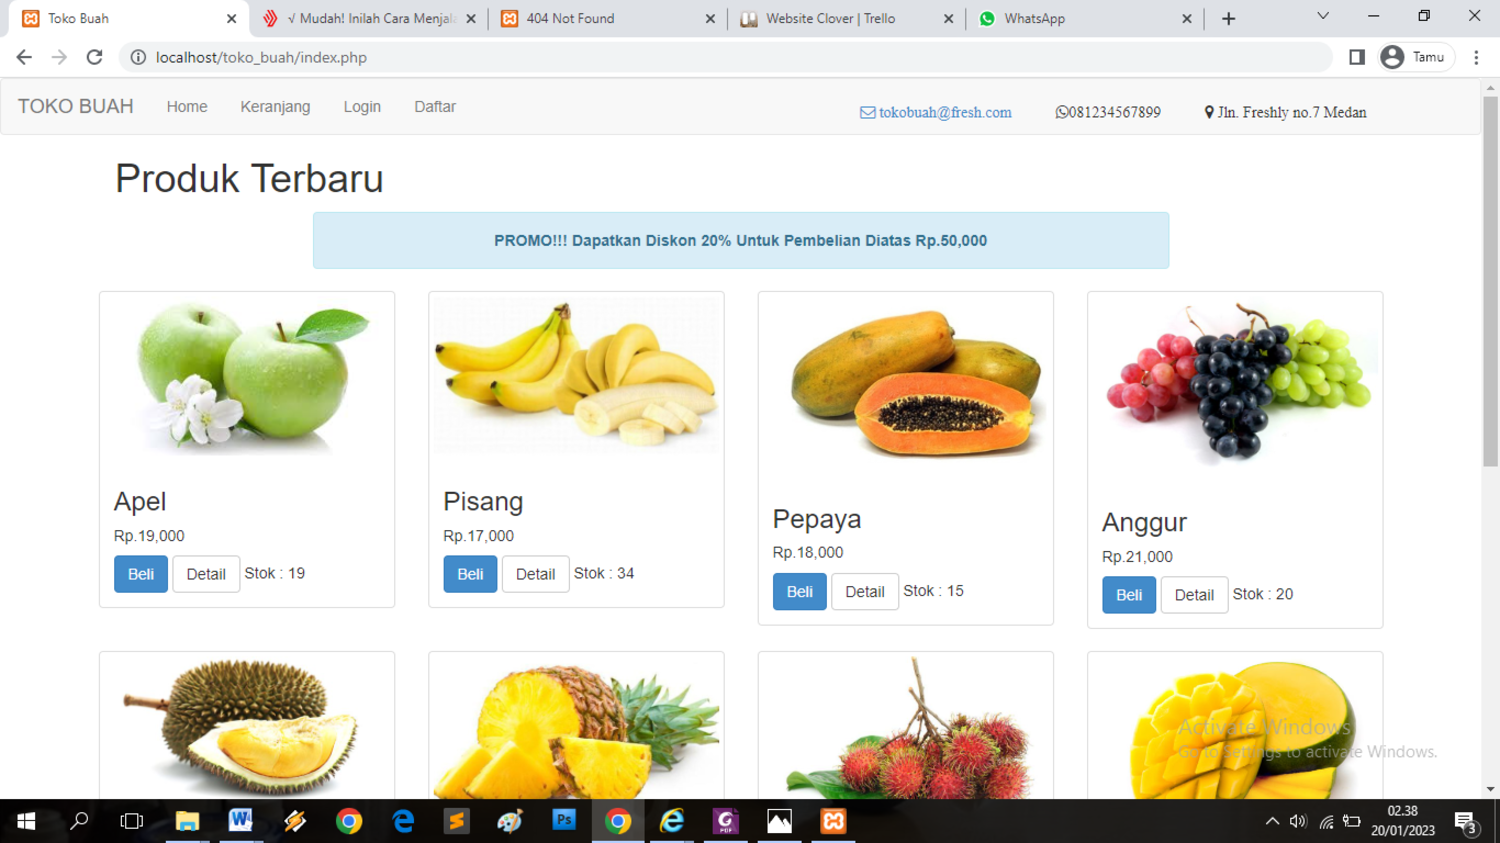 Toko Buah
√ Mudah! Inilah Cara Menjala
404 Not Found
Website Clover | Trello
WhatsApp
localhost/toko_buah/index.php
Tamu
TOKO BUAH
Home
Keranjang
Login
Daftar
tokobuah@fresh.com
081234567899
Jln. Freshly no.7 Medan
Produk Terbaru
PROMO!!! Dapatkan Diskon 20% Untuk Pembelian Diatas Rp.50,000
Apel
Rp.19,000
Beli Detail Stok : 19
Pisang
Rp.17,000
Beli Detail Stok : 34
Pepaya
Rp.18,000
Beli Detail Stok : 15
Anggur
Rp.21,000
Beli Detail Stok : 20
Activate Windows
Go to Settings to activate Windows.
W
S
Ps
PDF
02.38
20/01/2023
3